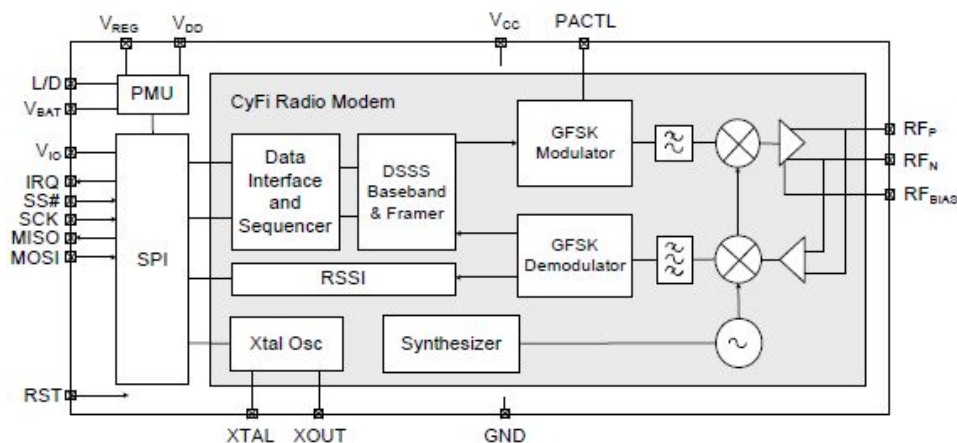 VREG
VDD
VCC
PACTL
L/D
VBAT
PMU
CyFi Radio Modem
VIO
IRQ
SS#
SCK
MISO
MOSI
RST
SPI
Data
Interface
and
Sequencer
DSSS
Baseband
& Framer
GFSK
Modulator
GFSK
Demodulator
RSSI
Xtal Osc
Synthesizer
RFP
RFN
RFBIAS
XTAL
XOUT
GND